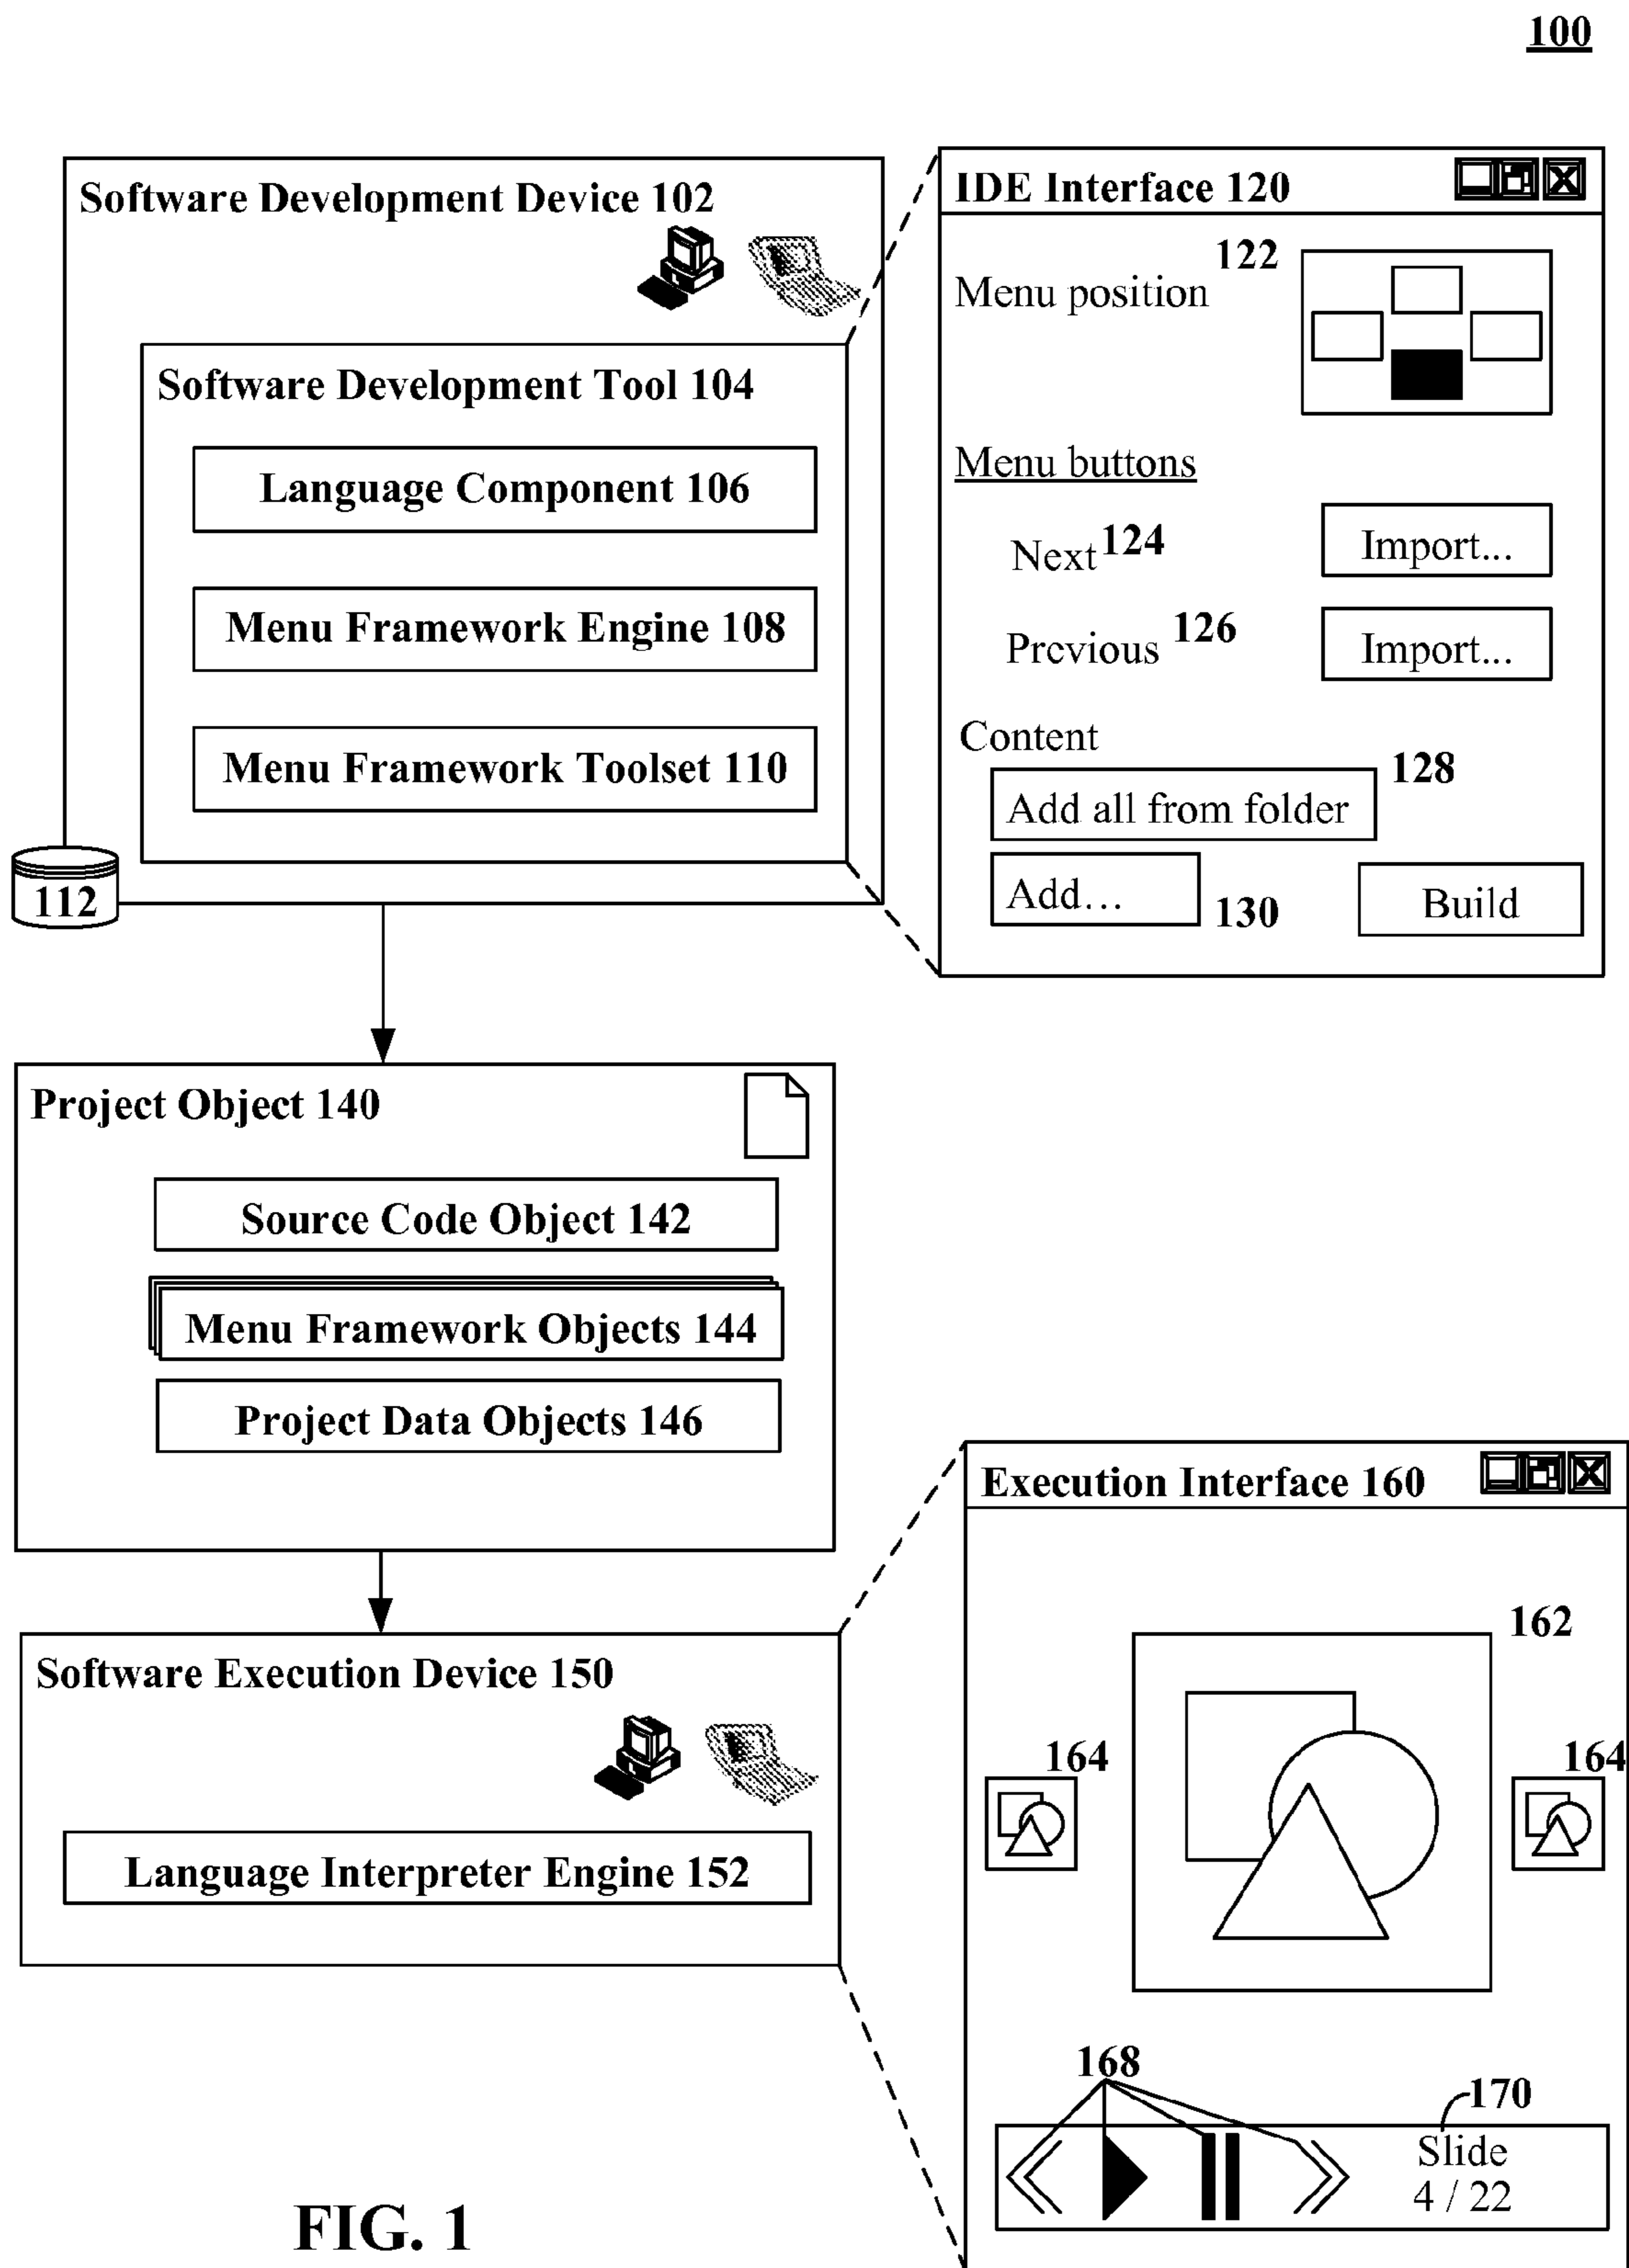 100
Software Development Device 102
Software Development Tool 104
Language Component 106
Menu Framework Engine 108
Menu Framework Toolset 110
112
IDE Interface 120
122
Menu position
Menu buttons
Next 124
Import...
Previous 126
Import...
Content
128
Add all from folder
Add...
130
Build
Project Object 140
Source Code Object 142
Menu Framework Objects 144
Project Data Objects 146
Software Execution Device 150
Language Interpreter Engine 152
Execution Interface 160
162
164
164
168
170
Slide
4 / 22
FIG. 1